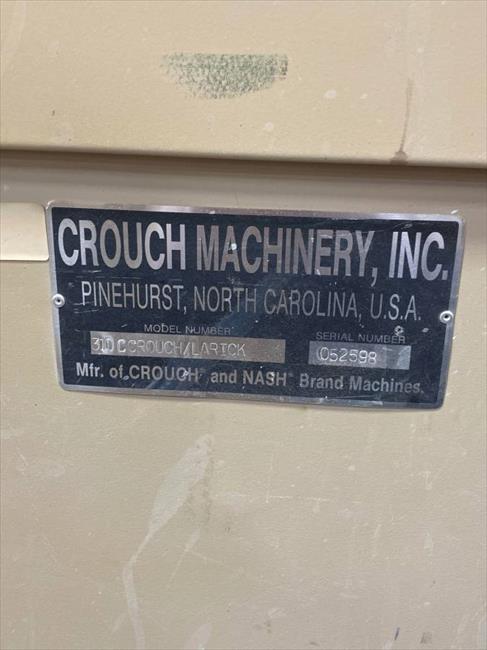 CROUCH MACHINERY, INC.
PINEHURST, NORTH CAROLINA, U.S.A.
MODEL NUMBER SERIAL NUMBER
310 C CROUCH/LARICK 052598
Mfr. of CROUCH® and NASH® Brand Machines